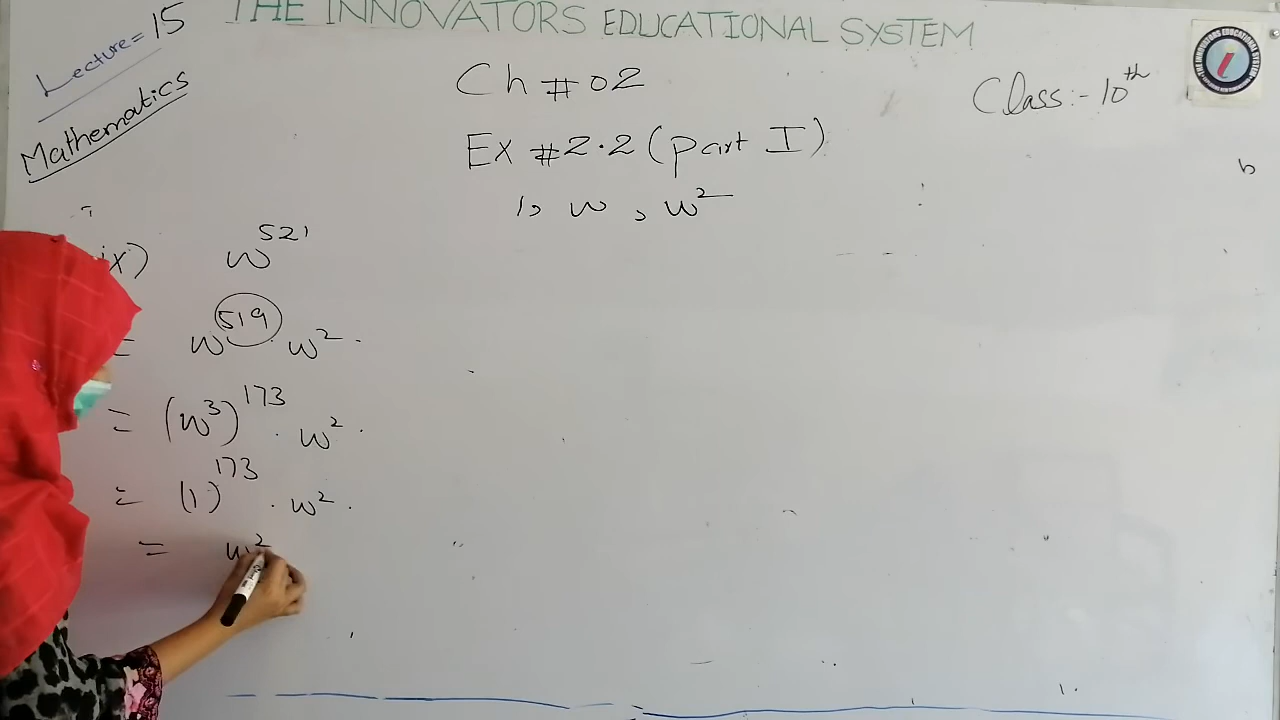 THE INNOVATORS EDUCATIONAL SYSTEM
Lecture = 15
Mathematics
Ch # 02
Class:- 10th
Ex # 2.2 (part I)
b
1, w, w²
ix) w⁵²¹
= w⁵¹⁹ . w² .
= (w³)¹⁷³ . w² .
= (1)¹⁷³ . w² .
= w²